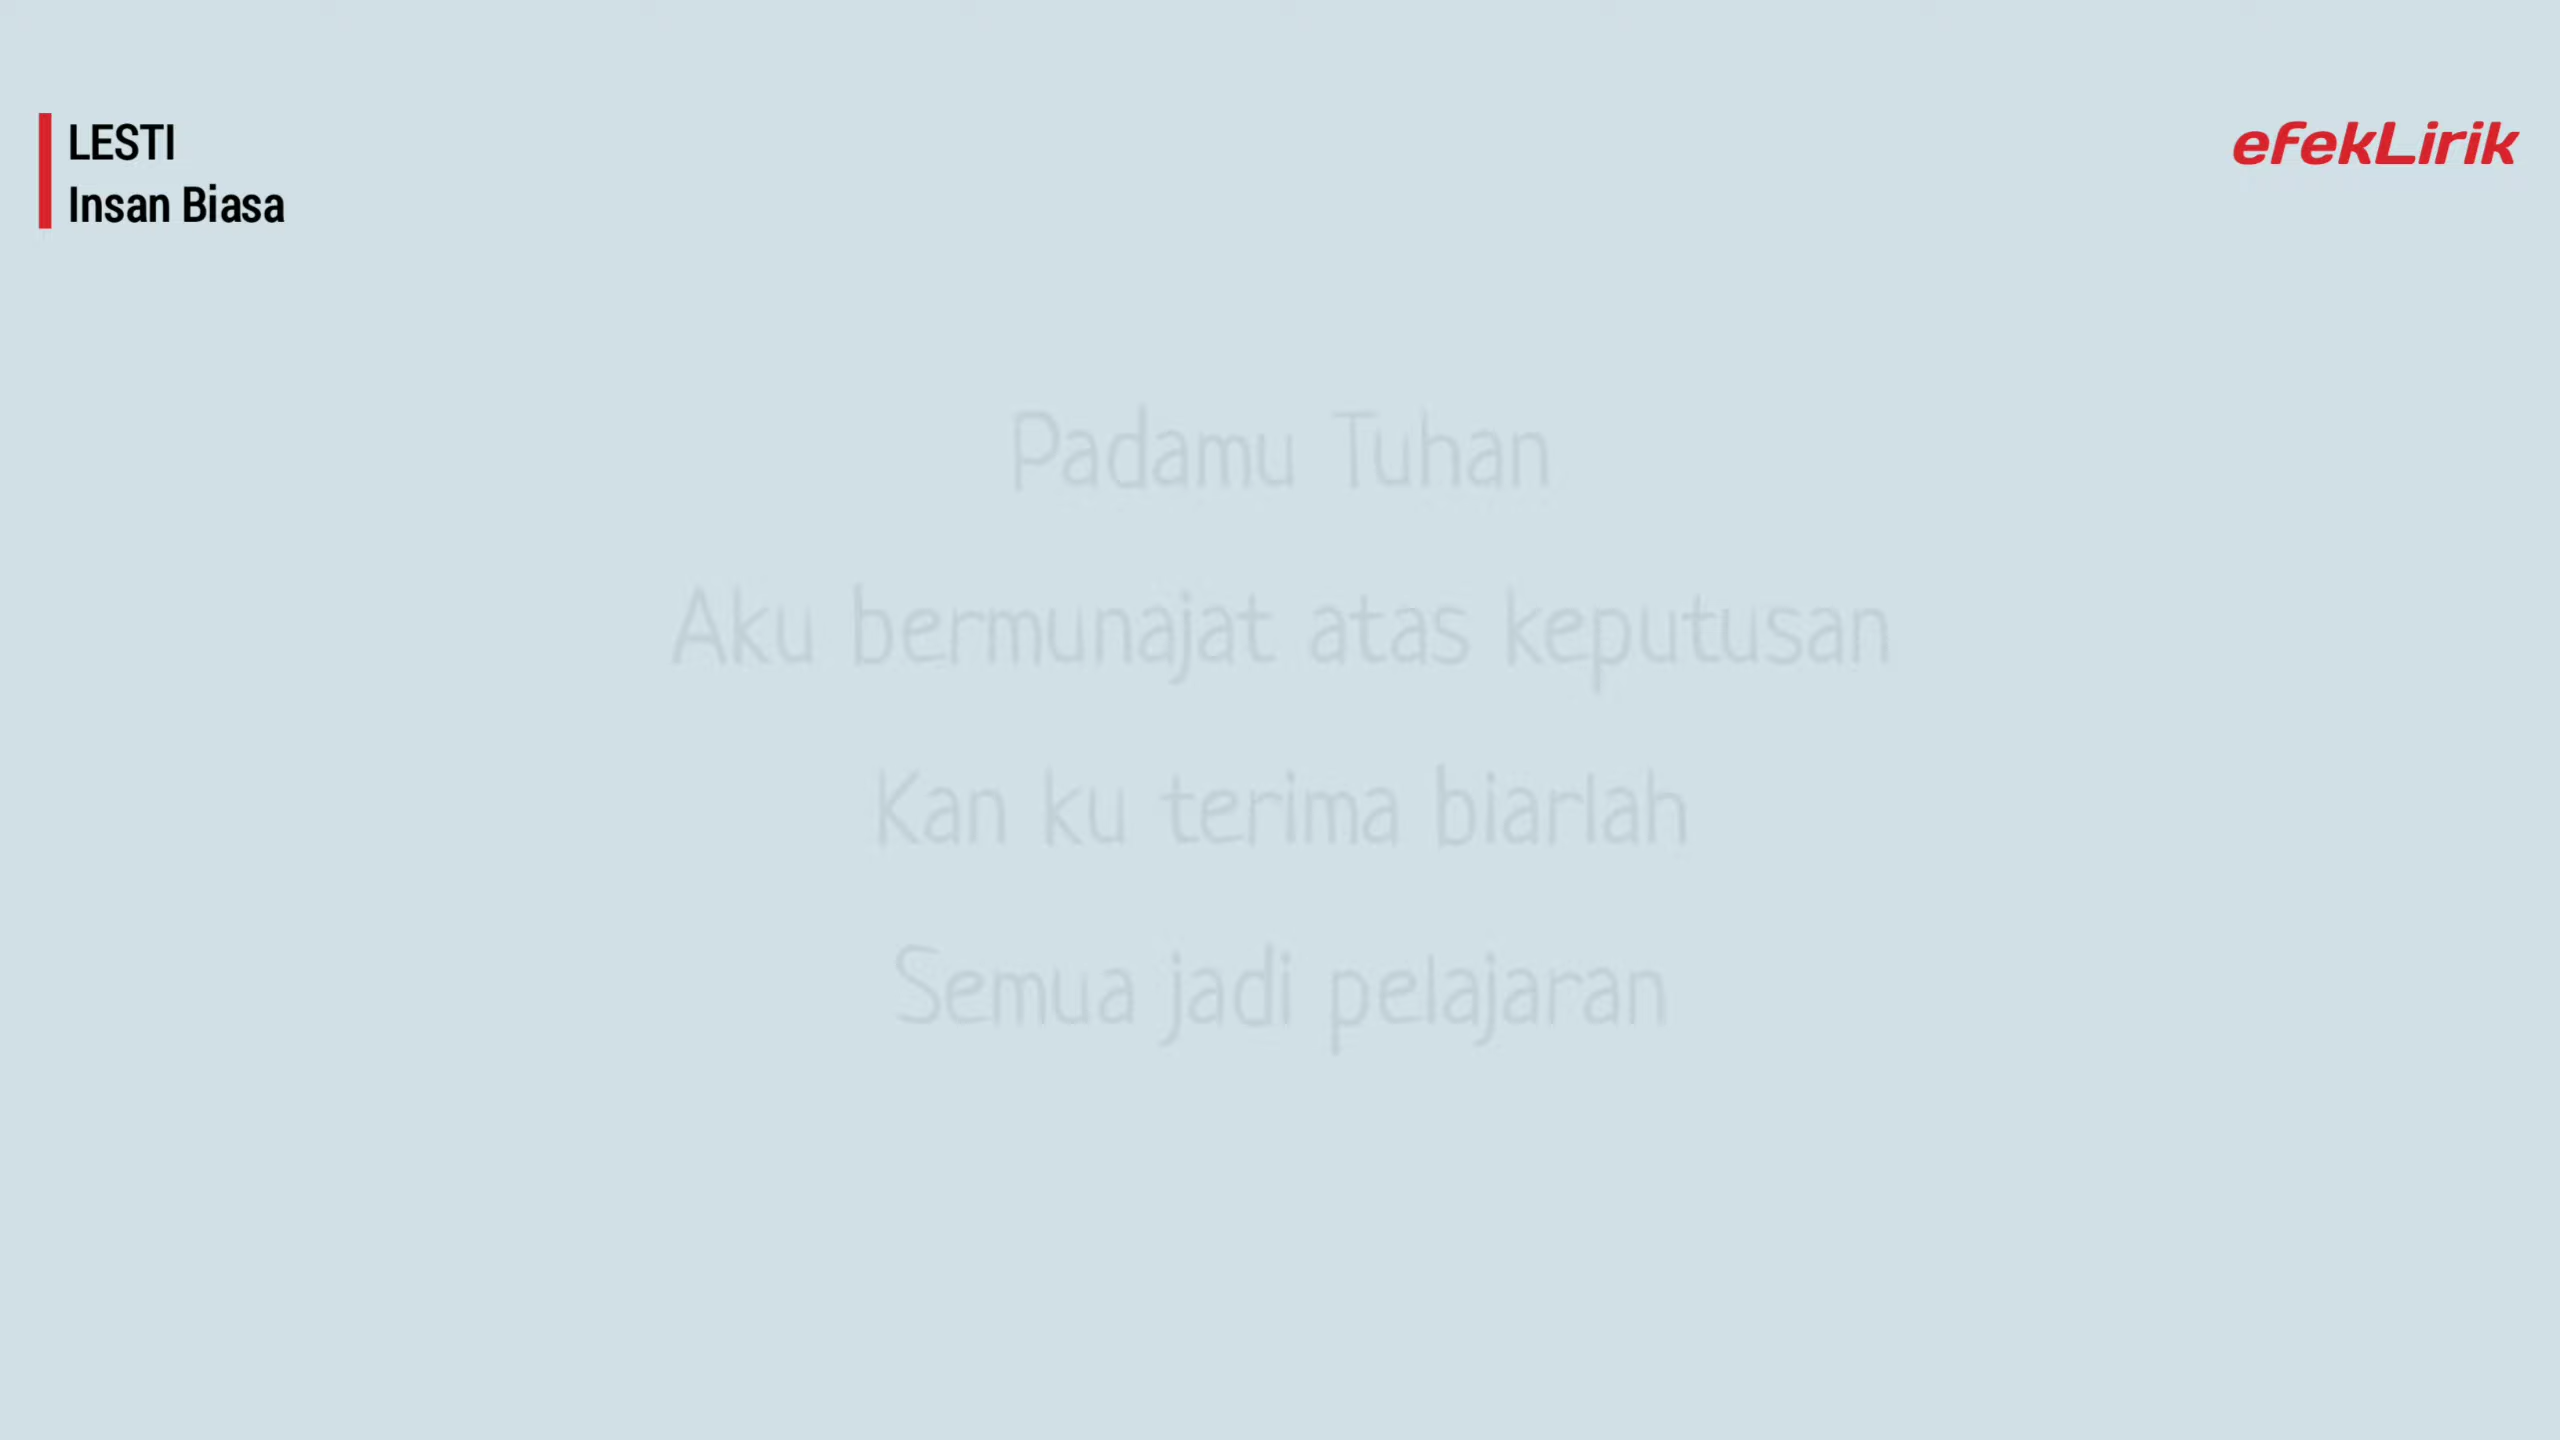 LESTI
Insan Biasa
efekLirik
Padamu Tuhan
Aku bermunajat atas keputusan
Kan ku terima biarlah
Semua jadi pelajaran